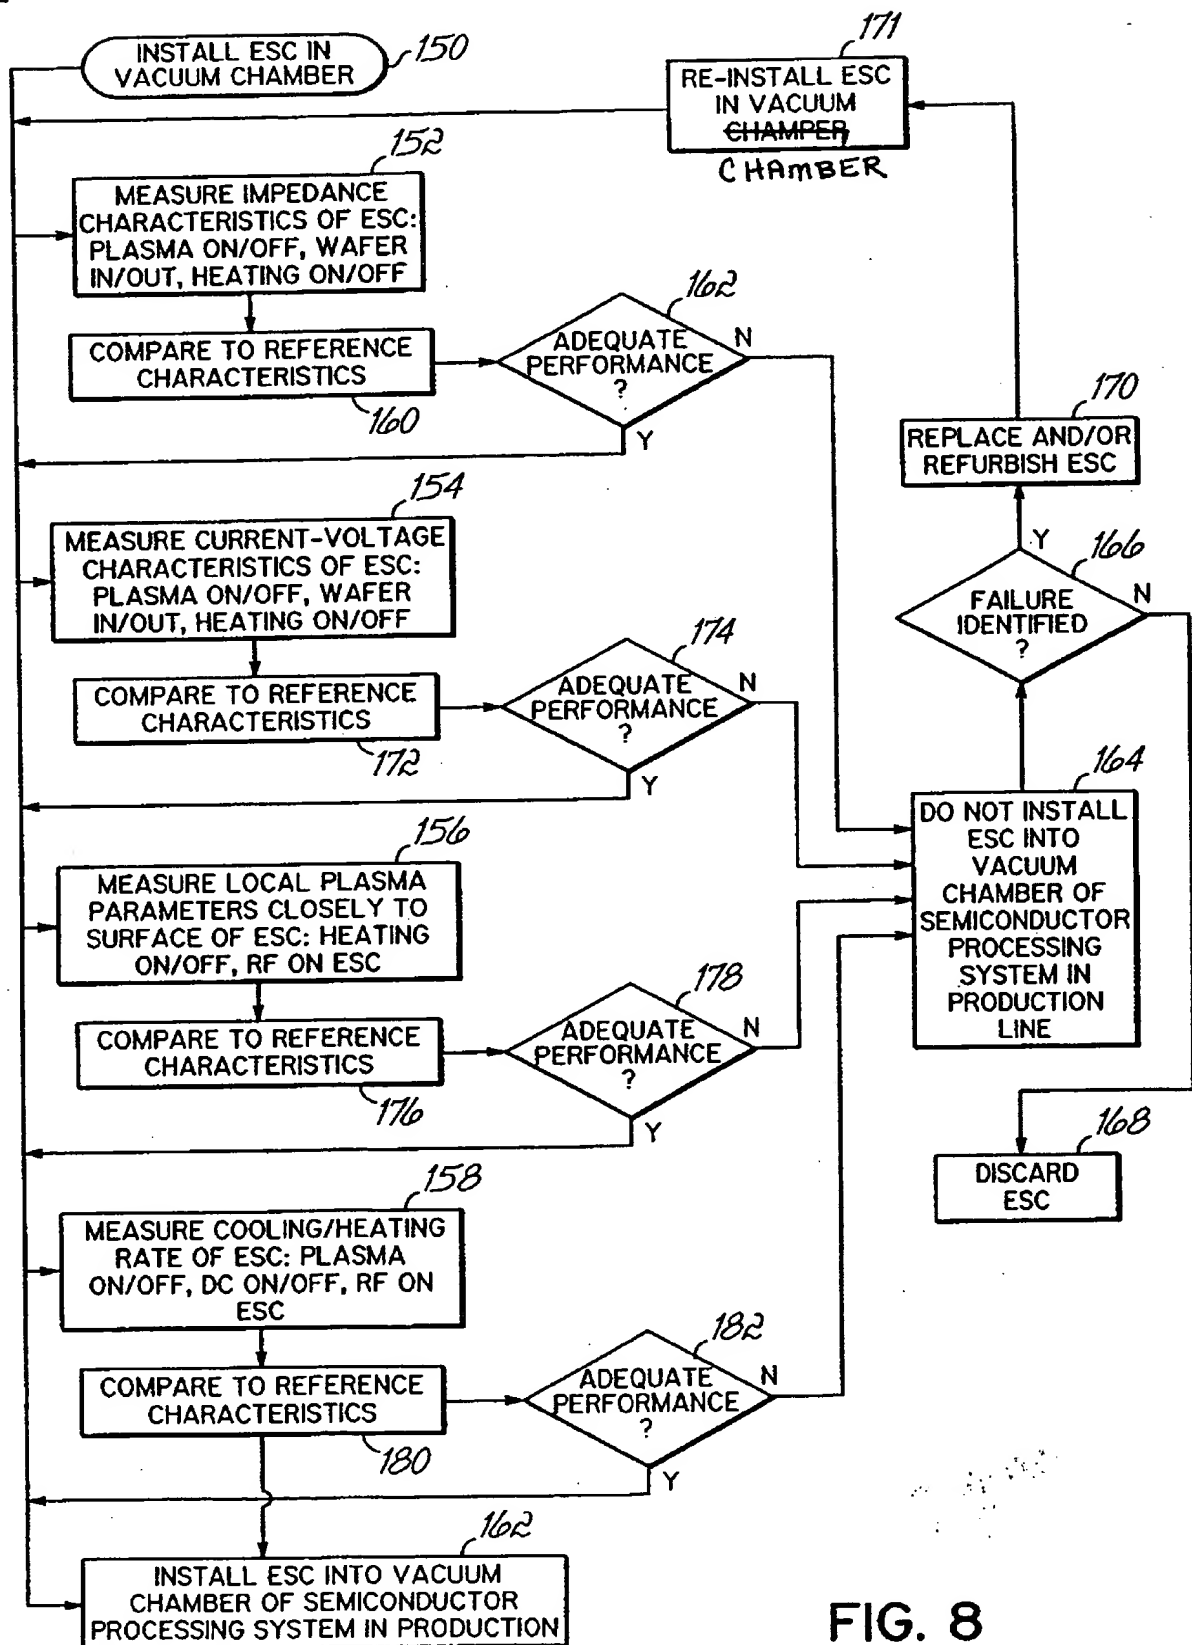 INSTALL ESC IN
VACUUM CHAMBER
150
171
RE-INSTALL ESC
IN VACUUM
CHAMPER
CHAMBER
152
MEASURE IMPEDANCE
CHARACTERISTICS OF ESC:
PLASMA ON/OFF, WAFER
IN/OUT, HEATING ON/OFF
COMPARE TO REFERENCE
CHARACTERISTICS
160
162
ADEQUATE
PERFORMANCE
?
N
Y
170
REPLACE AND/OR
REFURBISH ESC
Y
166
FAILURE
IDENTIFIED
?
N
154
MEASURE CURRENT-VOLTAGE
CHARACTERISTICS OF ESC:
PLASMA ON/OFF, WAFER
IN/OUT, HEATING ON/OFF
COMPARE TO REFERENCE
CHARACTERISTICS
172
174
ADEQUATE
PERFORMANCE
?
N
Y
164
DO NOT INSTALL
ESC INTO
VACUUM
CHAMBER OF
SEMICONDUCTOR
PROCESSING
SYSTEM IN
PRODUCTION
LINE
156
MEASURE LOCAL PLASMA
PARAMETERS CLOSELY TO
SURFACE OF ESC: HEATING
ON/OFF, RF ON ESC
COMPARE TO REFERENCE
CHARACTERISTICS
176
178
ADEQUATE
PERFORMANCE
?
N
Y
168
DISCARD
ESC
158
MEASURE COOLING/HEATING
RATE OF ESC: PLASMA
ON/OFF, DC ON/OFF, RF ON
ESC
COMPARE TO REFERENCE
CHARACTERISTICS
180
182
ADEQUATE
PERFORMANCE
?
N
Y
162
INSTALL ESC INTO VACUUM
CHAMBER OF SEMICONDUCTOR
PROCESSING SYSTEM IN PRODUCTION
FIG. 8